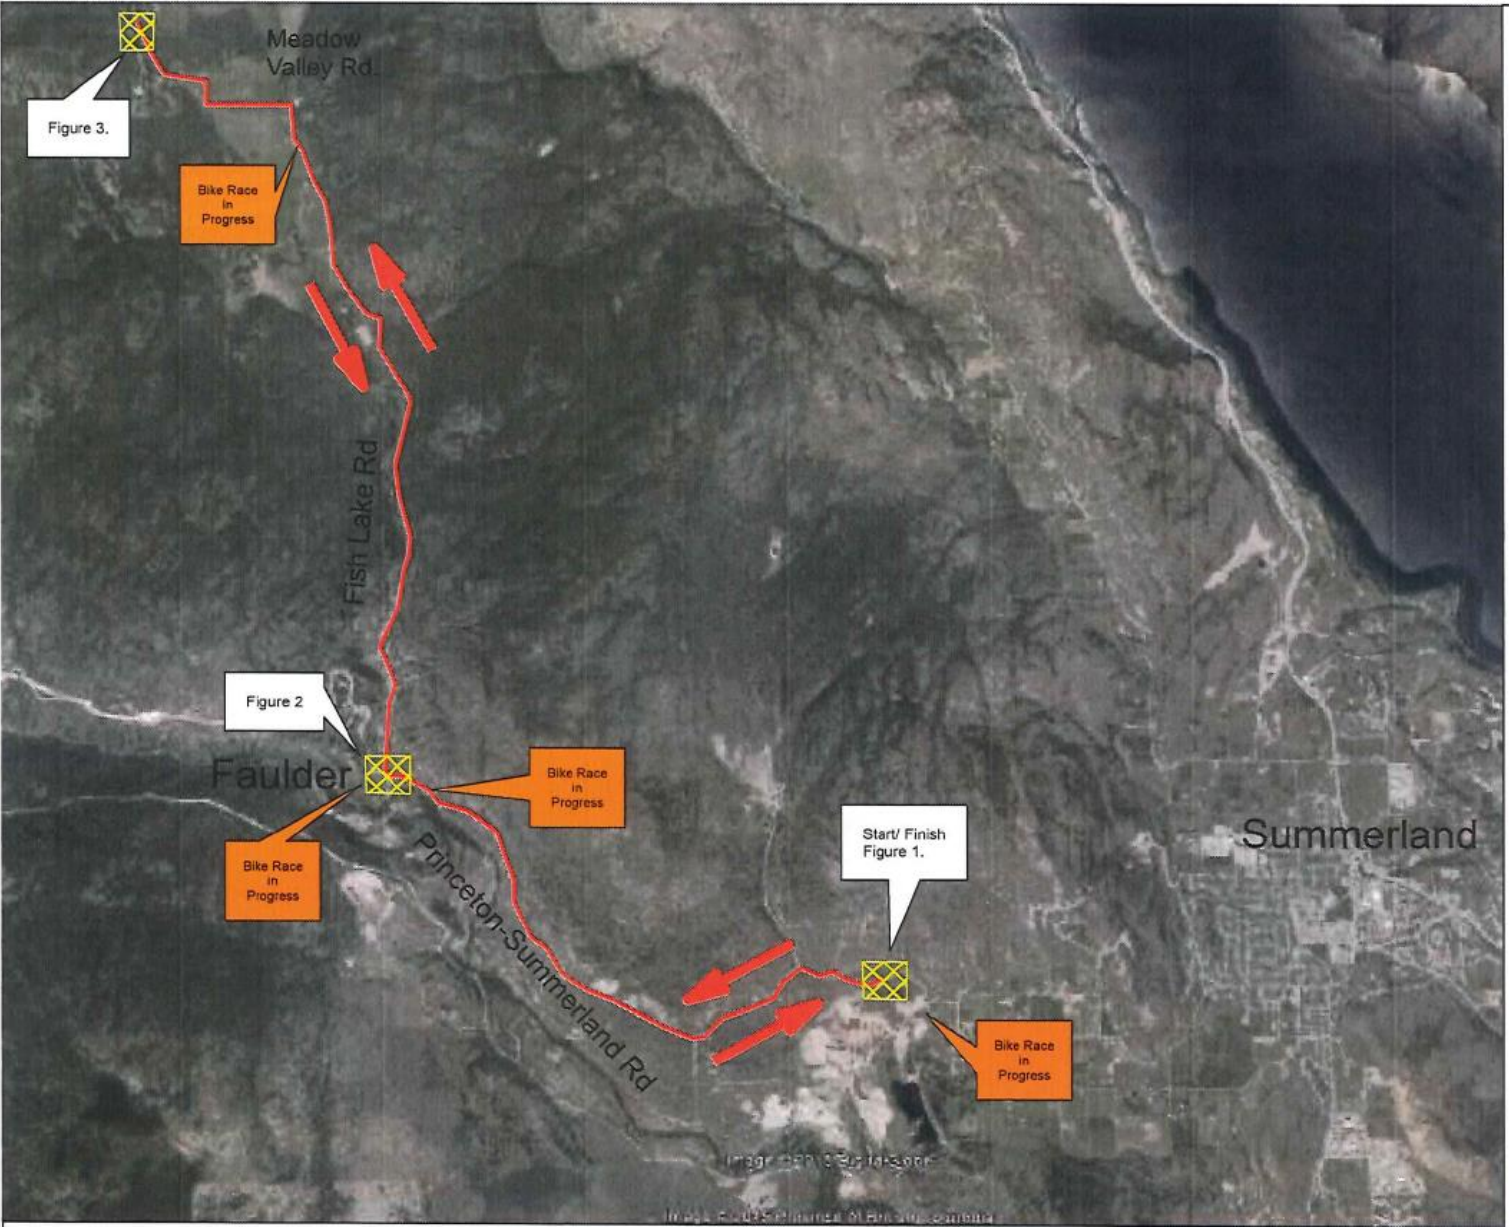 Meadow
Valley Rd.
Figure 3.
Bike Race
in
Progress
Fish Lake Rd
Figure 2
Faulder
Bike Race
in
Progress
Bike Race
in
Progress
Princeton-Summerland Rd
Start/ Finish
Figure 1.
Summerland
Bike Race
in
Progress